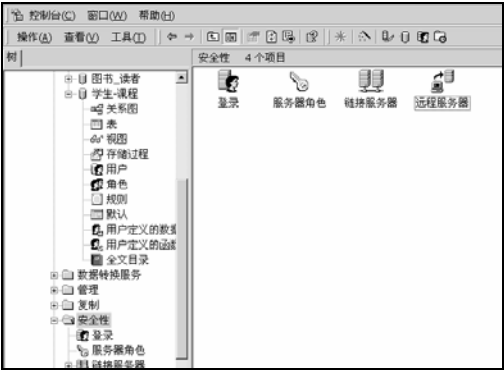 控制台(C) 窗口(W) 帮助(H)
操作(A) 查看(V) 工具(T)
树
安全性 4 个项目
图书_读者
学生-课程
关系图
表
视图
存储过程
用户
角色
规则
默认
用户定义的数据
用户定义的函数
全文目录
数据转换服务
管理
复制
安全性
登录
服务器角色
链接服务器
登录 服务器角色 链接服务器 远程服务器